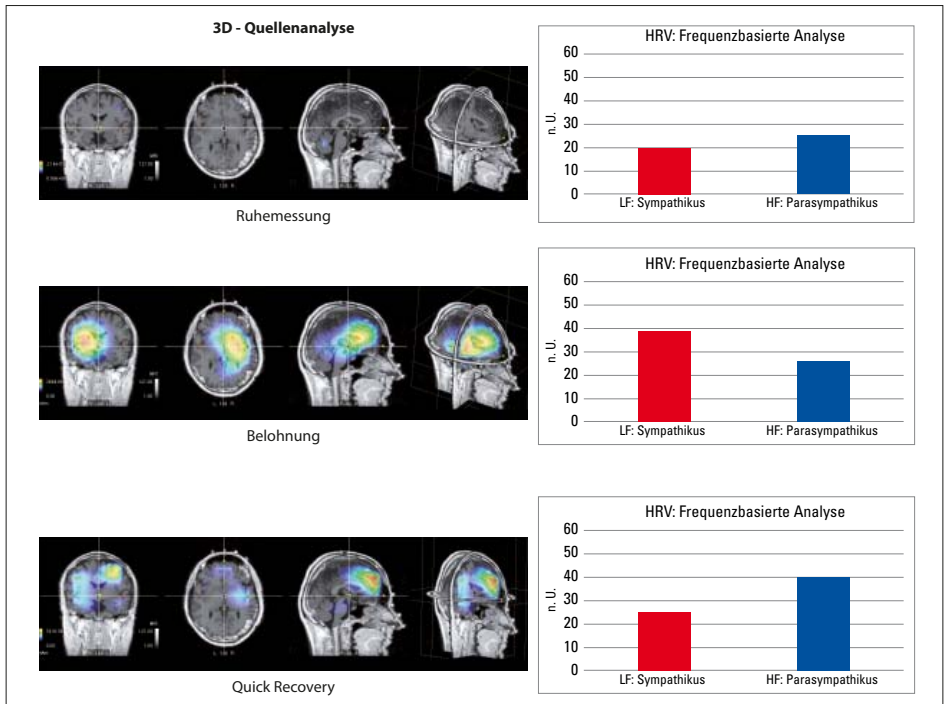 3D - Quellenanalyse
Ruhemessung
HRV: Frequenzbasierte Analyse
60
50
40
30
20
10
0
n. U.
LF: Sympathikus
HF: Parasympathikus
Belohnung
HRV: Frequenzbasierte Analyse
60
50
40
30
20
10
0
n. U.
LF: Sympathikus
HF: Parasympathikus
Quick Recovery
HRV: Frequenzbasierte Analyse
60
50
40
30
20
10
0
n. U.
LF: Sympathikus
HF: Parasympathikus